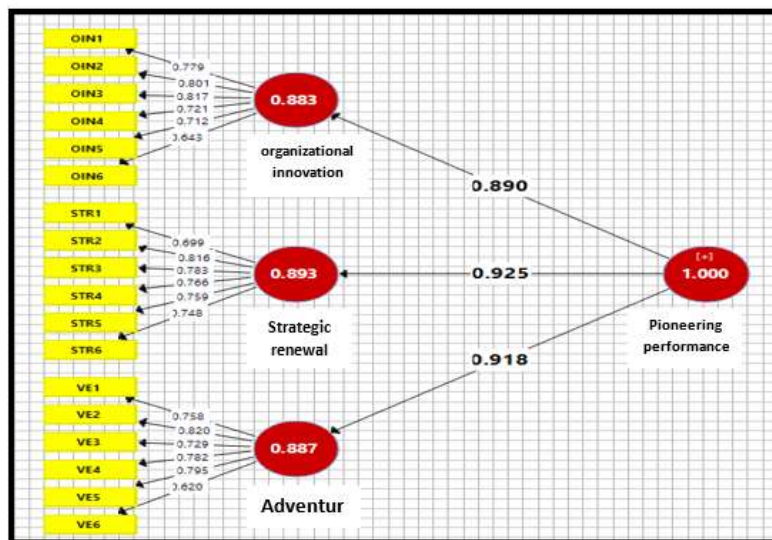 OIN1
OIN2
OIN3
OIN4
OIN5
OIN6
0.779
0.801
0.817
0.721
0.712
0.643
0.883
organizational
innovation
STR1
STR2
STR3
STR4
STR5
STR6
0.699
0.816
0.783
0.766
0.759
0.748
0.893
Strategic
renewal
VE1
VE2
VE3
VE4
VE5
VE6
0.758
0.820
0.729
0.782
0.795
0.620
0.887
Adventur
0.890
0.925
0.918
[+]
1.000
Pioneering
performance